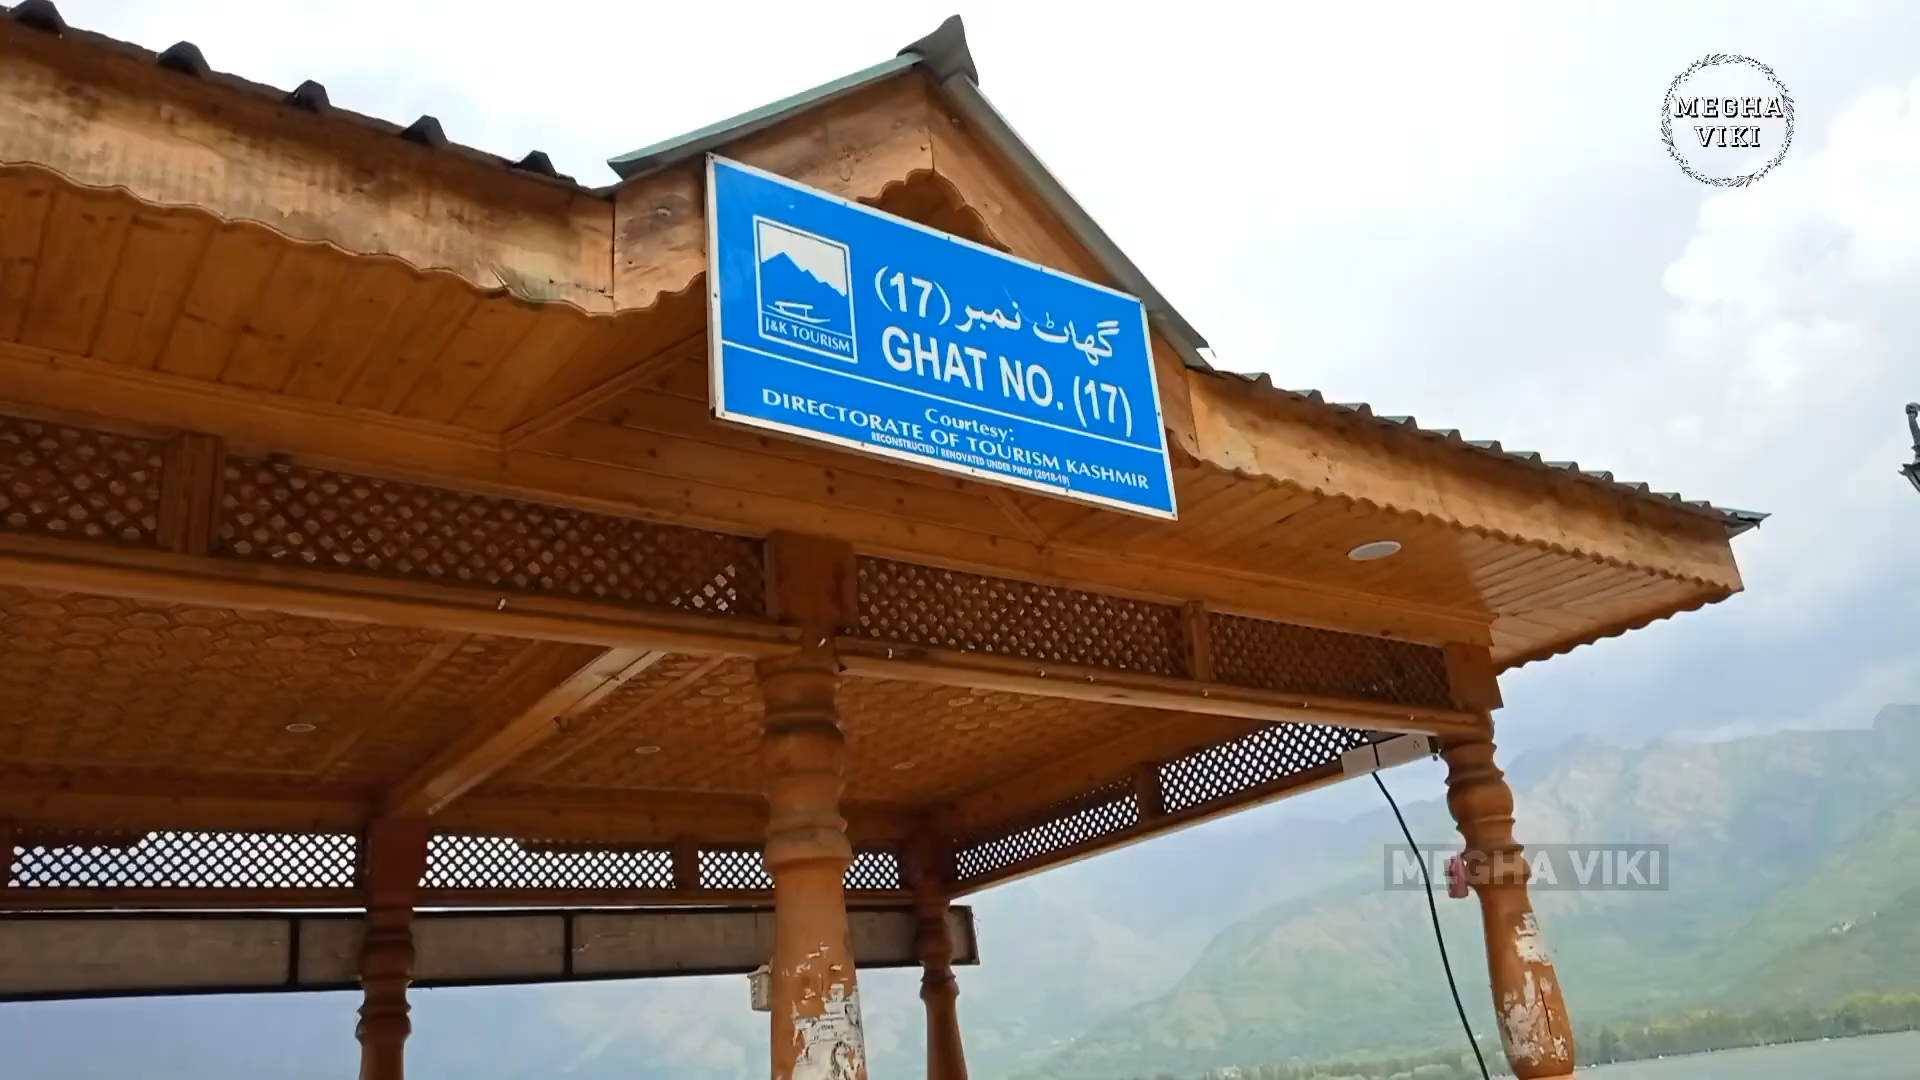 MEGHA
VIKI
گھاٹ نمبر (17)
GHAT NO. (17)
J&K TOURISM
Courtesy:
DIRECTORATE OF TOURISM KASHMIR
RECONSTRUCTED/ RENOVATED UNDER PMDP (2018-19)
MEGHA VIKI